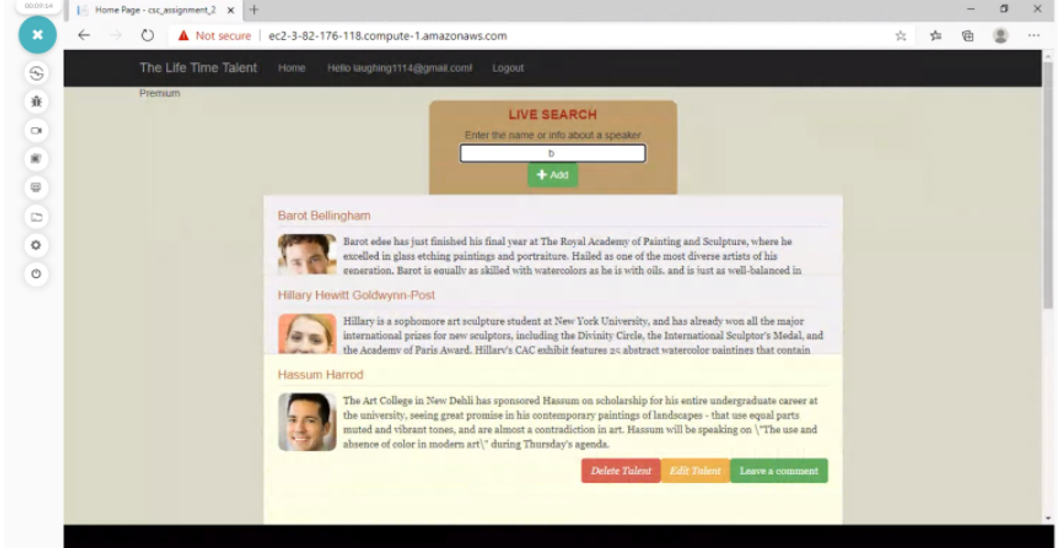 00:09:14
Home Page - csc_assignment_2
Not secure ec2-3-82-176-118.compute-1.amazonaws.com
The Life Time Talent Home Hello laughing1114@gmail.com! Logout
Premium
LIVE SEARCH
Enter the name or info about a speaker
b
+ Add
Barot Bellingham
Barot edee has just finished his final year at The Royal Academy of Painting and Sculpture, where he
excelled in glass etching paintings and portraiture. Hailed as one of the most diverse artists of his
generation, Barot is equally as skilled with watercolors as he is with oils, and is just as well-balanced in
Hillary Hewitt Goldwynn-Post
Hillary is a sophomore art sculpture student at New York University, and has already won all the major
international prizes for new sculptors, including the Divinity Circle, the International Sculptor's Medal, and
the Academy of Paris Award. Hillary's CAC exhibit features 25 abstract watercolor paintings that contain
Hassum Harrod
The Art College in New Dehli has sponsored Hassum on scholarship for his entire undergraduate career at
the university, seeing great promise in his contemporary paintings of landscapes - that use equal parts
muted and vibrant tones, and are almost a contradiction in art. Hassum will be speaking on \"The use and
absence of color in modern art\" during Thursday's agenda.
Delete Talent Edit Talent Leave a comment